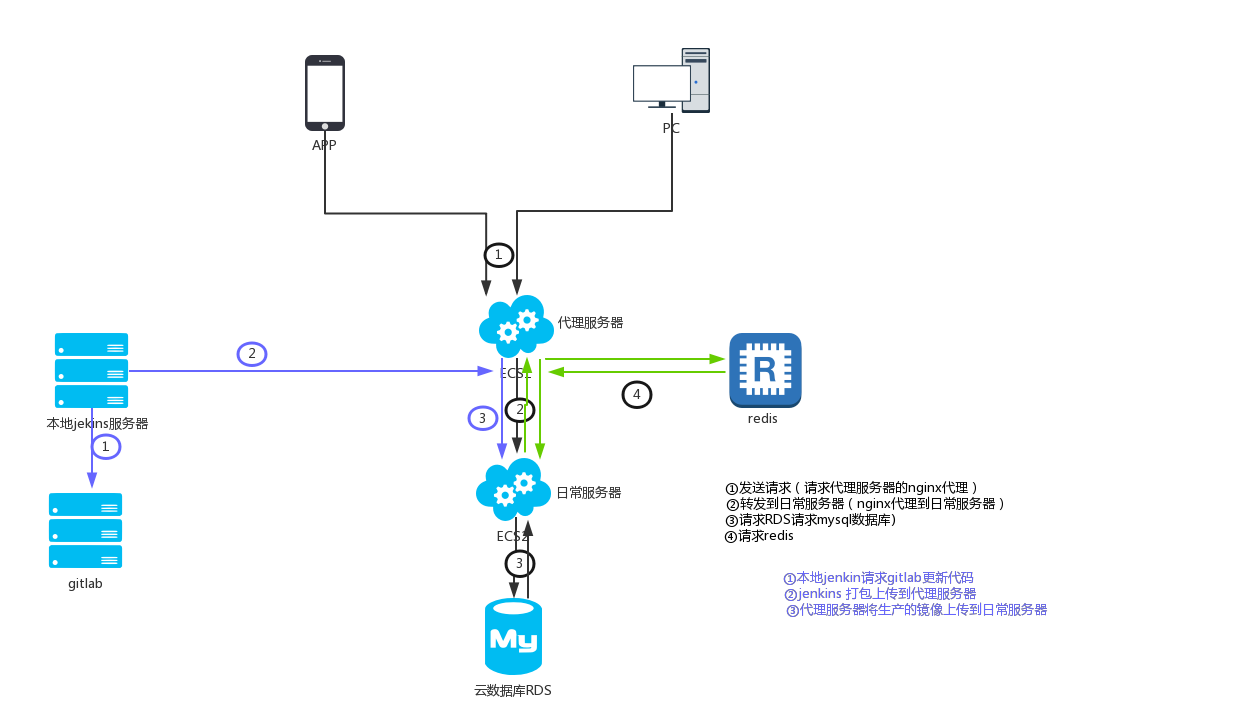 PC
APP
1
代理服务器
2
ECS1
R
4
3
2
redis
本地jekins服务器
1
①发送请求（请求代理服务器的nginx代理）
②转发到日常服务器（nginx代理到日常服务器）
③请求RDS请求mysql数据库)
④请求redis
日常服务器
ECS2
3
gitlab
①本地jenkin请求gitlab更新代码
②jenkins 打包上传到代理服务器
③代理服务器将生产的镜像上传到日常服务器
My
云数据库RDS